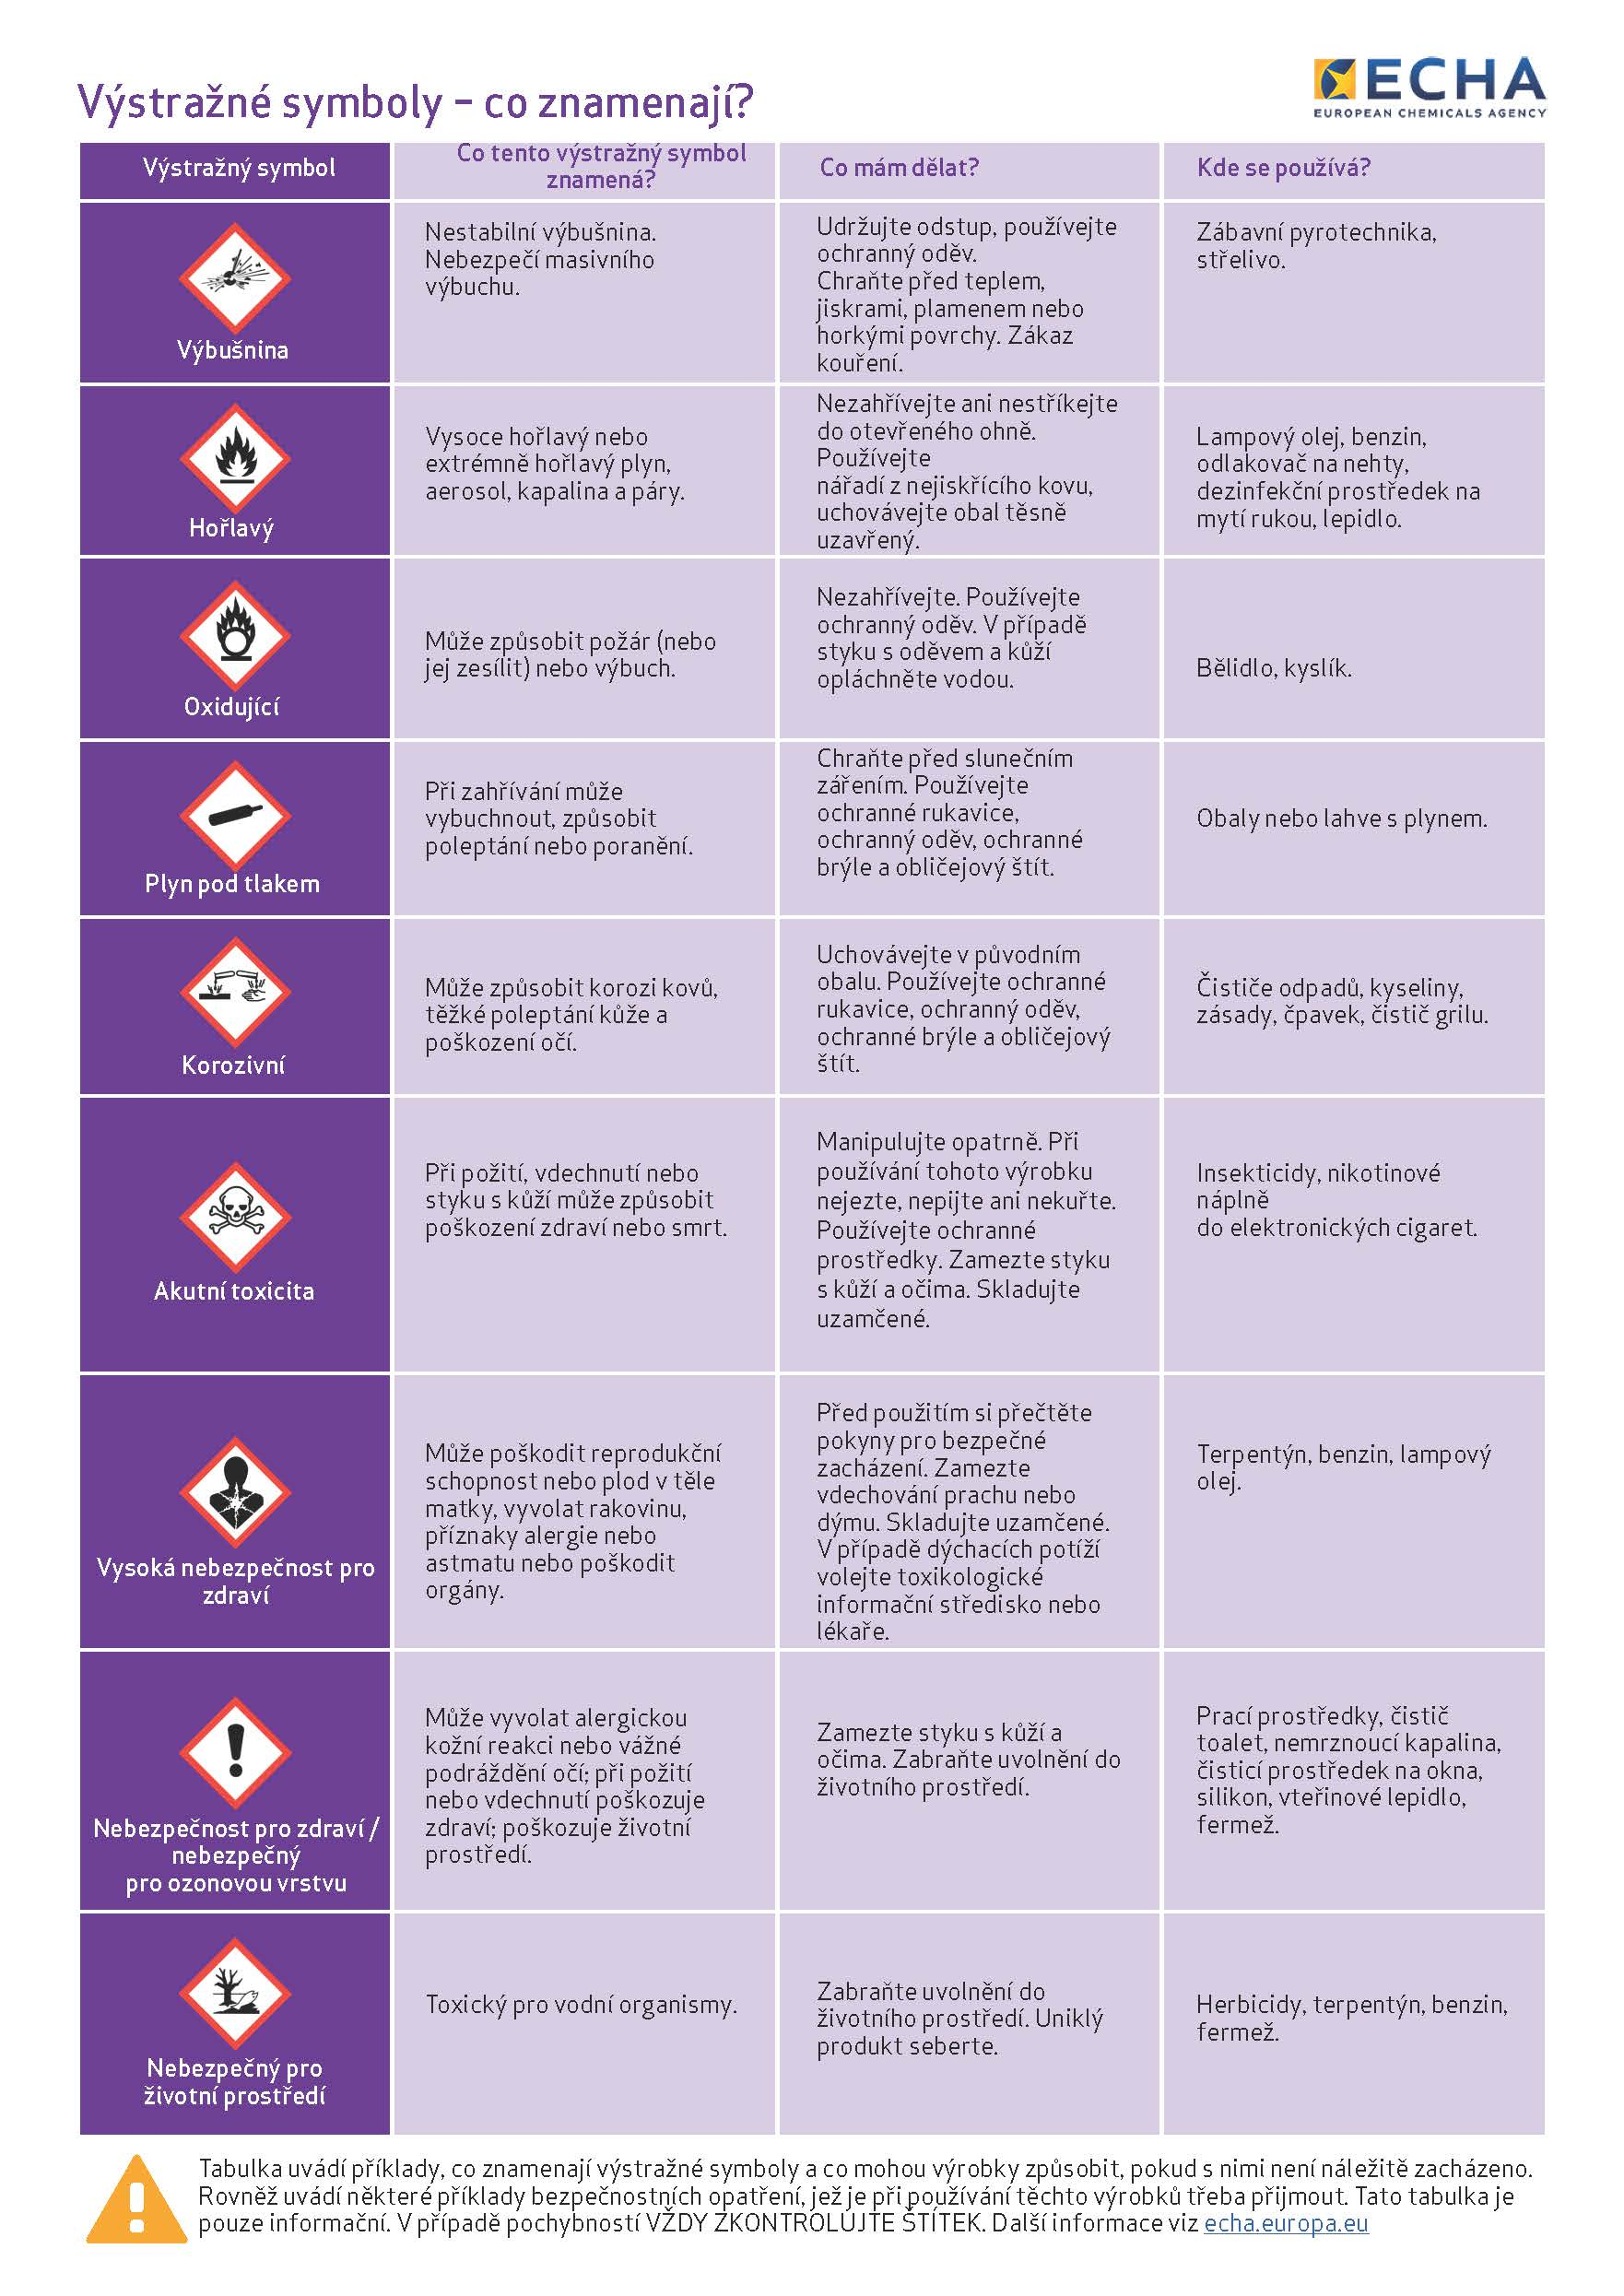 Výstražné symboly – co znamenají?
ECHA
EUROPEAN CHEMICALS AGENCY
Výstražný symbol
Co tento výstražný symbol
znamená?
Co mám dělat?
Kde se používá?
Výbušnina
Nestabilní výbušnina.
Nebezpečí masivního
výbuchu.
Udržujte odstup, používejte
ochranný oděv.
Chraňte před teplem,
jiskrami, plamenem nebo
horkými povrchy. Zákaz
kouření.
Zábavní pyrotechnika,
střelivo.
Hořlavý
Vysoce hořlavý nebo
extrémně hořlavý plyn,
aerosol, kapalina a páry.
Nezahřívejte ani nestříkejte
do otevřeného ohně.
Používejte
nářadí z nejiskřícího kovu,
uchovávejte obal těsně
uzavřený.
Lampový olej, benzin,
odlakovač na nehty,
dezinfekční prostředek na
mytí rukou, lepidlo.
Oxidující
Může způsobit požár (nebo
jej zesílit) nebo výbuch.
Nezahřívejte. Používejte
ochranný oděv. V případě
styku s oděvem a kůží
opláchněte vodou.
Bělidlo, kyslík.
Plyn pod tlakem
Při zahřívání může
vybuchnout, způsobit
poleptání nebo poranění.
Chraňte před slunečním
zářením. Používejte
ochranné rukavice,
ochranný oděv, ochranné
brýle a obličejový štít.
Obaly nebo lahve s plynem.
Korozivní
Může způsobit korozi kovů,
těžké poleptání kůže a
poškození očí.
Uchovávejte v původním
obalu. Používejte ochranné
rukavice, ochranný oděv,
ochranné brýle a obličejový
štít.
Čističe odpadů, kyseliny,
zásady, čpavek, čistič grilu.
Akutní toxicita
Při požití, vdechnutí nebo
styku s kůží může způsobit
poškození zdraví nebo smrt.
Manipulujte opatrně. Při
používání tohoto výrobku
nejezte, nepijte ani nekuřte.
Používejte ochranné
prostředky. Zamezte styku
s kůží a očima. Skladujte
uzamčené.
Insekticidy, nikotinové
náplně
do elektronických cigaret.
Vysoká nebezpečnost pro
zdraví
Může poškodit reprodukční
schopnost nebo plod v těle
matky, vyvolat rakovinu,
příznaky alergie nebo
astmatu nebo poškodit
orgány.
Před použitím si přečtěte
pokyny pro bezpečné
zacházení. Zamezte
vdechování prachu nebo
dýmu. Skladujte uzamčené.
V případě dýchacích potíží
volejte toxikologické
informační středisko nebo
lékaře.
Terpentýn, benzin, lampový
olej.
Nebezpečnost pro zdraví /
nebezpečný
pro ozonovou vrstvu
Může vyvolat alergickou
kožní reakci nebo vážné
podráždění očí; při požití
nebo vdechnutí poškozuje
zdraví; poškozuje životní
prostředí.
Zamezte styku s kůží a
očima. Zabraňte uvolnění do
životního prostředí.
Prací prostředky, čistič
toalet, nemrznoucí kapalina,
čisticí prostředek na okna,
silikon, vteřinové lepidlo,
fermež.
Nebezpečný pro
životní prostředí
Toxický pro vodní organismy.
Zabraňte uvolnění do
životního prostředí. Uniklý
produkt seberte.
Herbicidy, terpentýn, benzin,
fermež.
Tabulka uvádí příklady, co znamenají výstražné symboly a co mohou výrobky způsobit, pokud s nimi není náležitě zacházeno.
Rovněž uvádí některé příklady bezpečnostních opatření, jež je při používání těchto výrobků třeba přijmout. Tato tabulka je
pouze informační. V případě pochybností VŽDY ZKONTROLUJTE ŠTÍTEK. Další informace viz echa.europa.eu